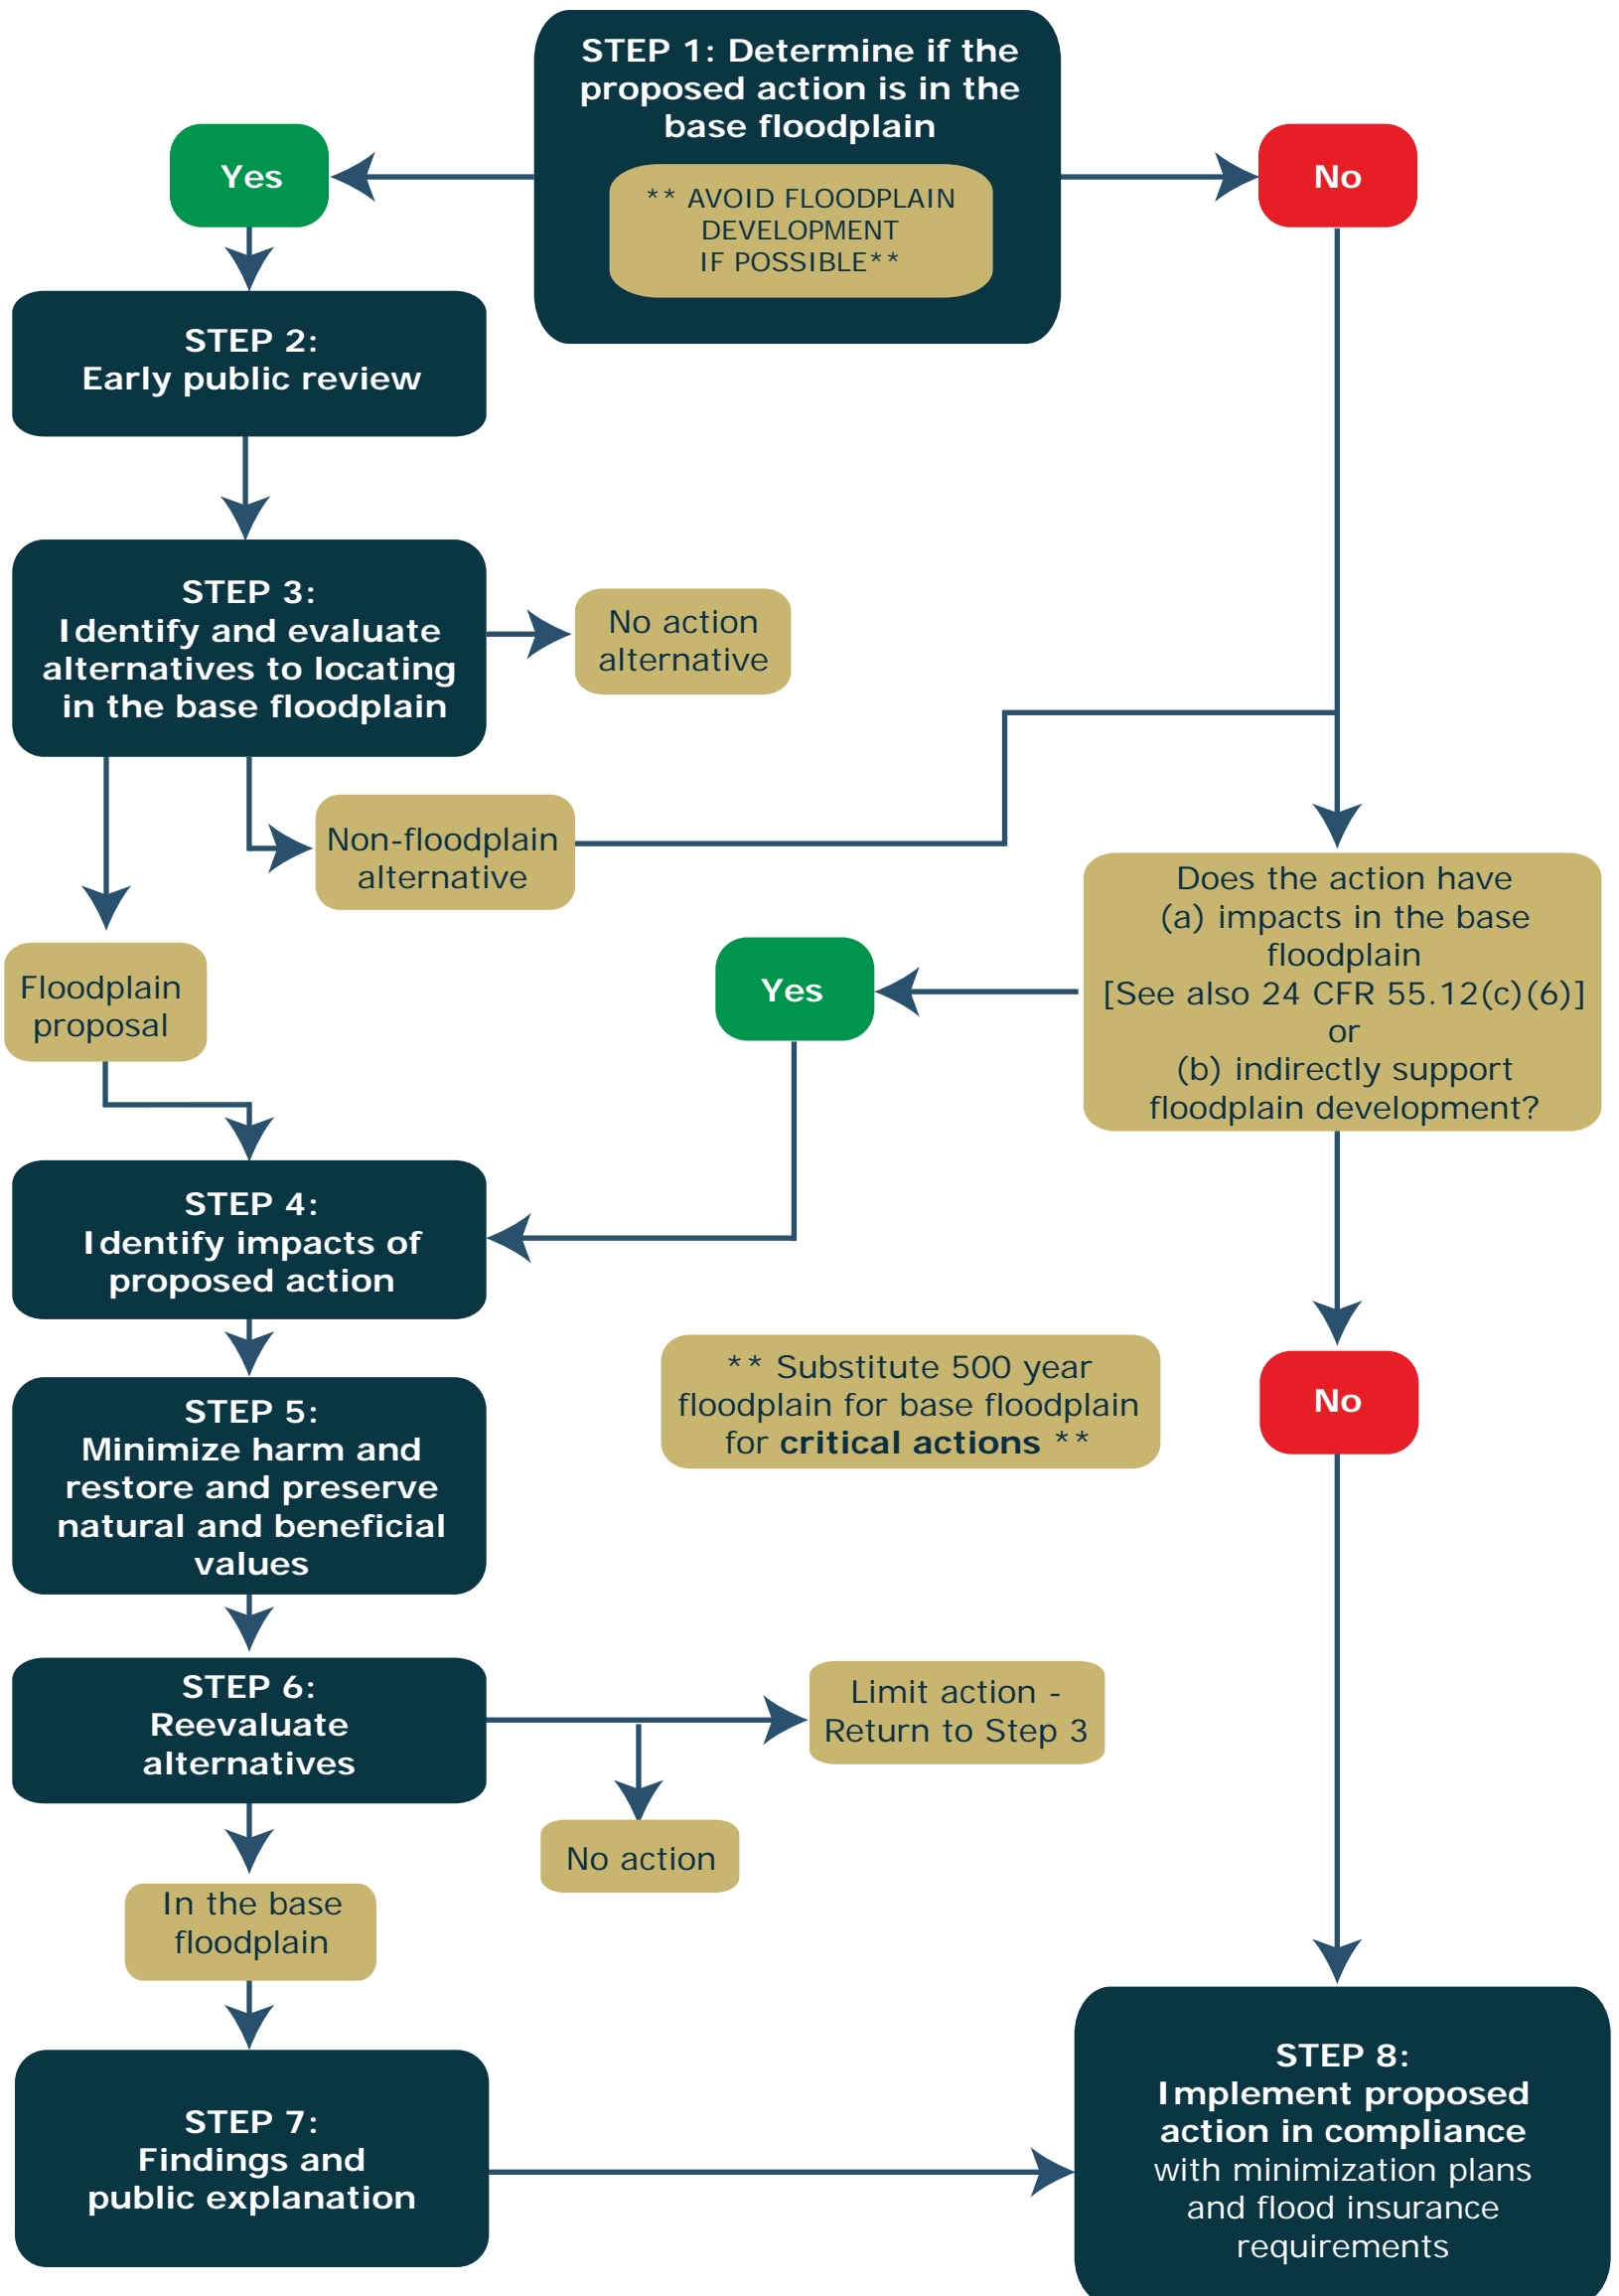 STEP 1: Determine if the
proposed action is in the
base floodplain
** AVOID FLOODPLAIN
DEVELOPMENT
IF POSSIBLE**
Yes
No
STEP 2:
Early public review
STEP 3:
Identify and evaluate
alternatives to locating
in the base floodplain
No action
alternative
Non-floodplain
alternative
Floodplain
proposal
Does the action have
(a) impacts in the base
floodplain
[See also 24 CFR 55.12(c)(6)]
or
(b) indirectly support
floodplain development?
Yes
STEP 4:
Identify impacts of
proposed action
** Substitute 500 year
floodplain for base floodplain
for critical actions **
No
STEP 5:
Minimize harm and
restore and preserve
natural and beneficial
values
STEP 6:
Reevaluate
alternatives
Limit action -
Return to Step 3
No action
In the base
floodplain
STEP 7:
Findings and
public explanation
STEP 8:
Implement proposed
action in compliance
with minimization plans
and flood insurance
requirements